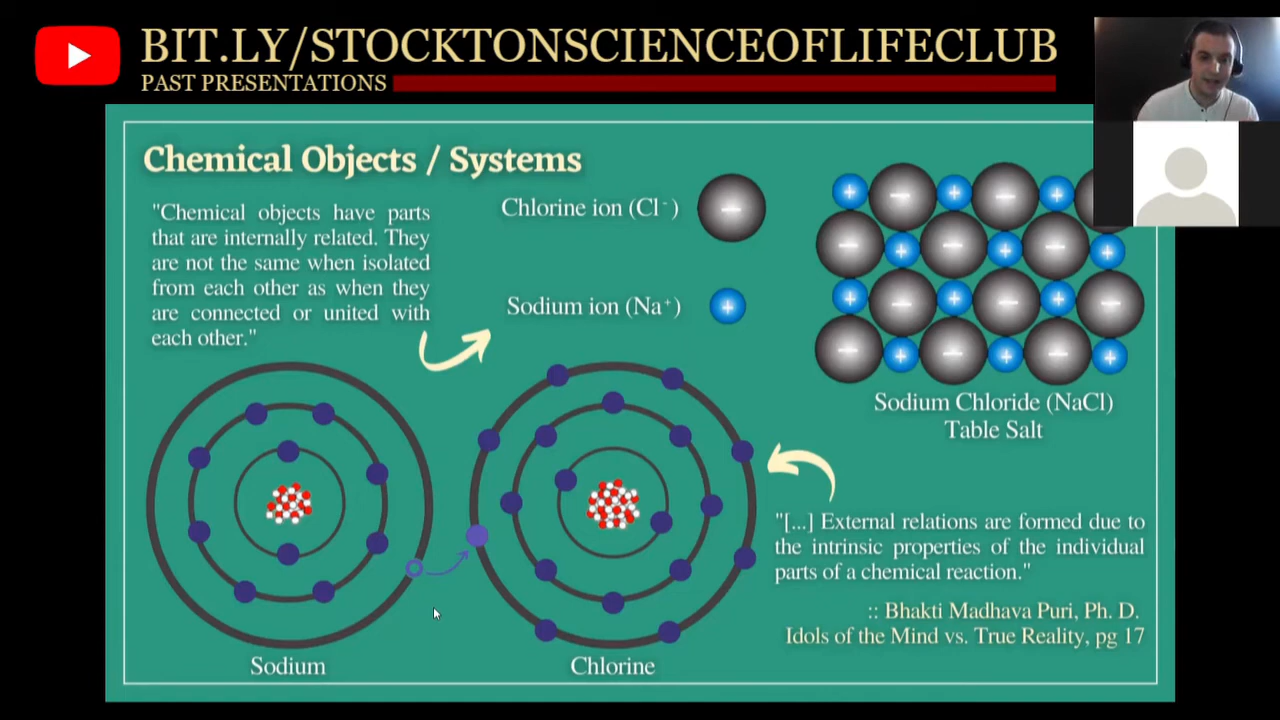 BIT.LY/STOCKTONSCIENCEOFLIFECLUB
PAST PRESENTATIONS
Chemical Objects / Systems
"Chemical objects have parts
that are internally related. They
are not the same when isolated
from each other as when they
are connected or united with
each other."
Chlorine ion (Cl⁻)
Sodium ion (Na⁺)
Sodium Chloride (NaCl)
Table Salt
"[...] External relations are formed due to
the intrinsic properties of the individual
parts of a chemical reaction."
:: Bhakti Madhava Puri, Ph. D.
Idols of the Mind vs. True Reality, pg 17
Sodium
Chlorine